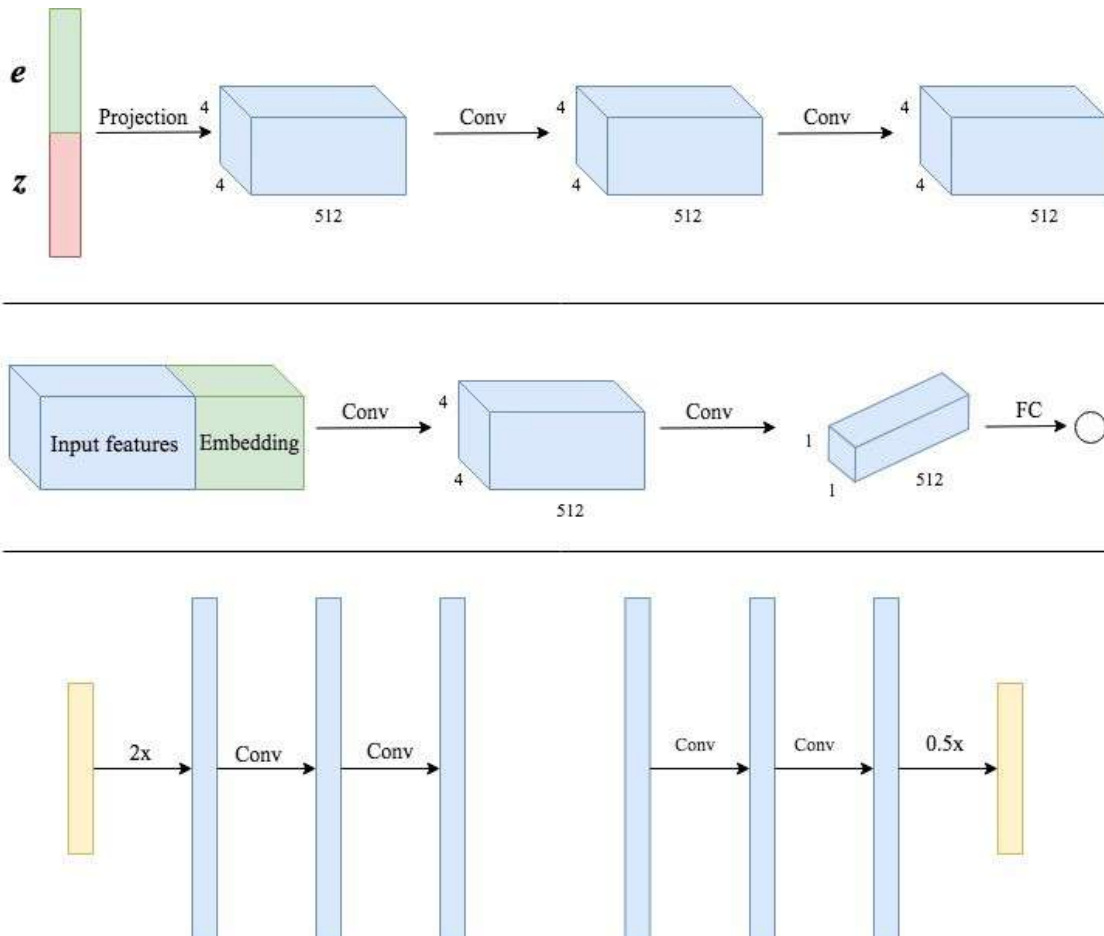 e
z
Projection
4
4
512
Conv
4
4
512
Conv
4
4
512
Input features
Embedding
Conv
4
4
512
Conv
1
1
512
FC
2x
Conv
Conv
Conv
Conv
0.5x